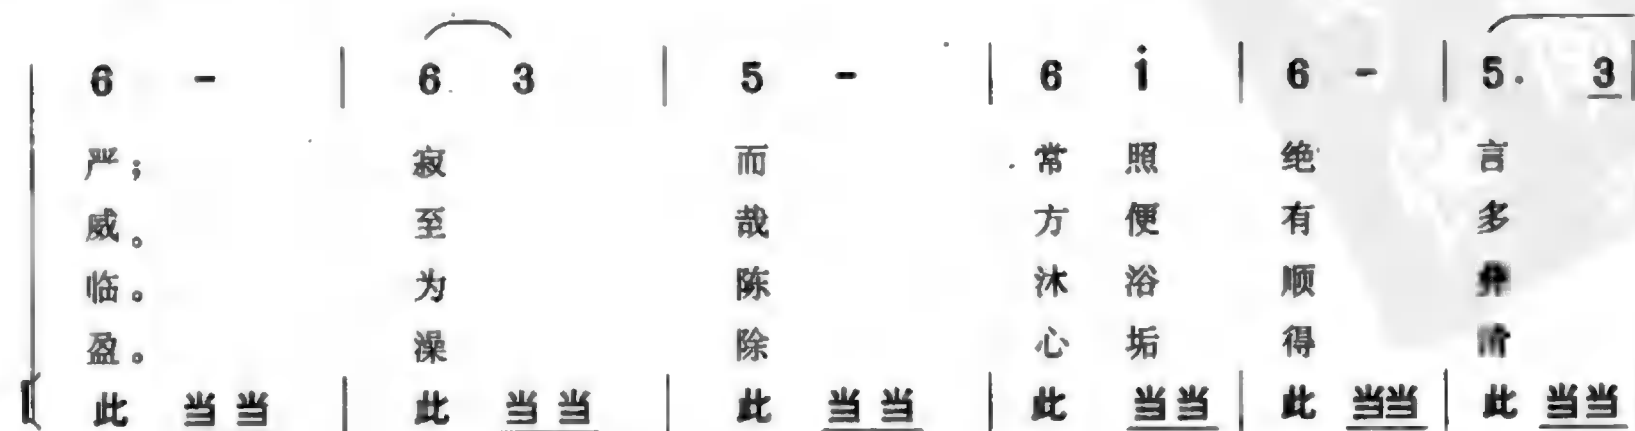 6 - | 6 3 | 5 - | 6 i | 6 - | 5. 3
严； 寂 而 常 照 绝 言
威。 至 哉 方 便 有 多
临。 为 陈 沐 浴 顺
盈。 澡 除 心 垢 得 阶
此 当当 | 此 当当 | 此 当当 | 此 当当 | 此 当当 | 此 当当